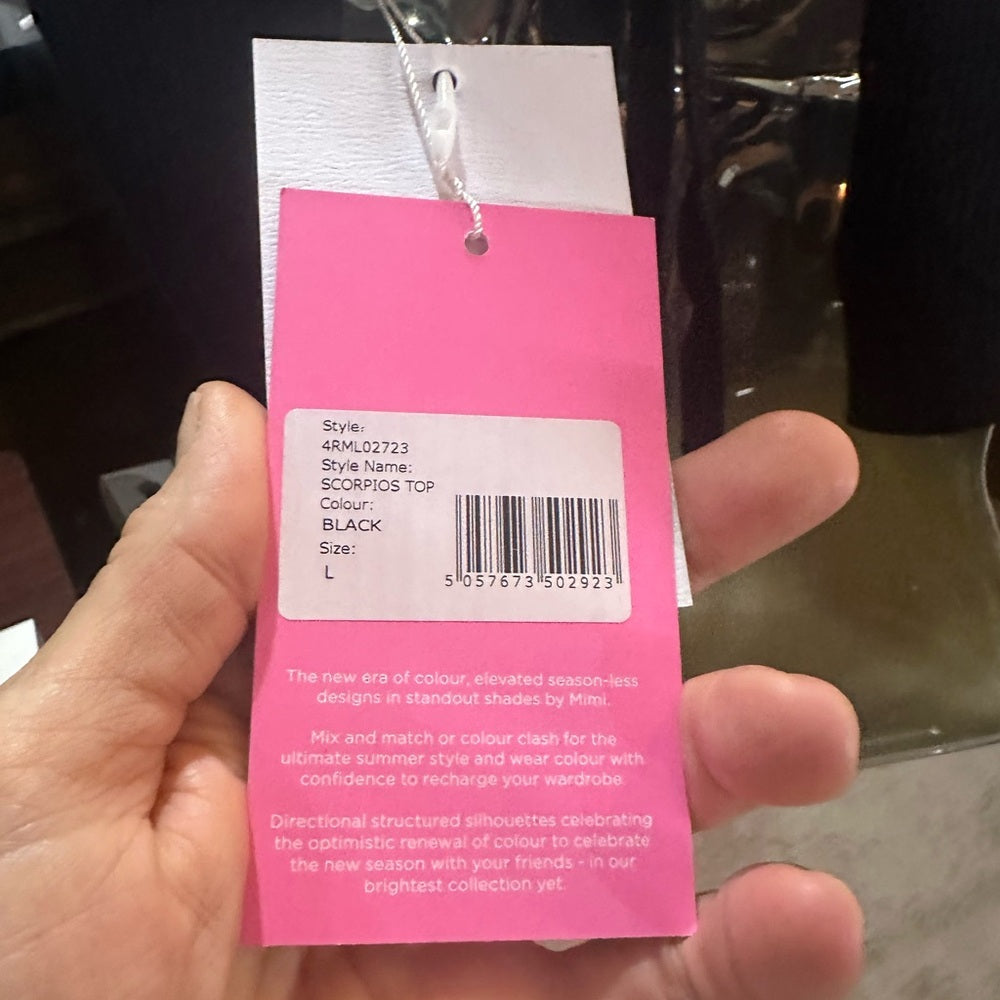 Style:
4RML02723
Style Name:
SCORPIOS TOP
Colour:
BLACK
Size:
L
5 057673 502923
The new era of colour, elevated season-less
designs in standout shades by Mimi.
Mix and match or colour clash for the
ultimate summer style and wear colour with
confidence to recharge your wardrobe.
Directional structured silhouettes celebrating
the optimistic renewal of colour to celebrate
the new season with your friends - in our
brightest collection yet.